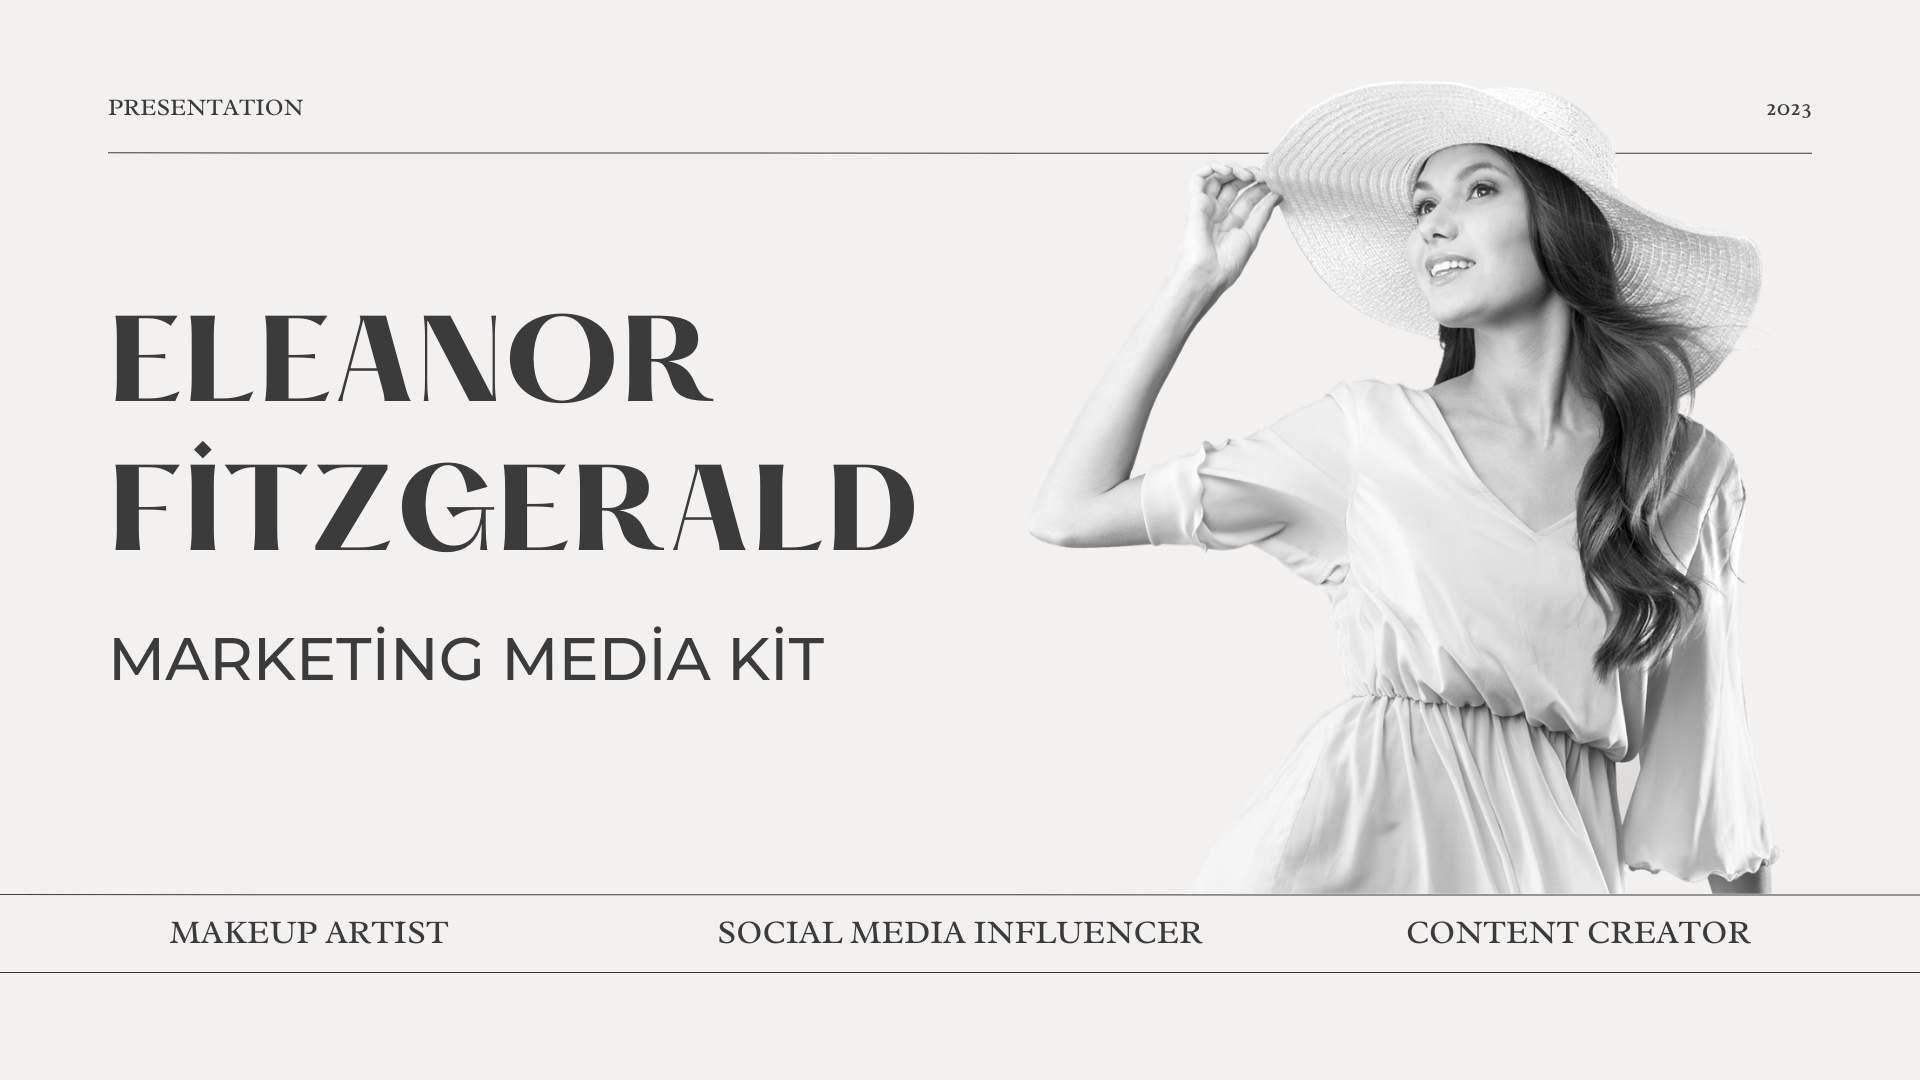 PRESENTATION
2023
ELEANOR
FİTZGERALD
MARKETİNG MEDİA KİT
MAKEUP ARTIST
SOCIAL MEDIA INFLUENCER
CONTENT CREATOR